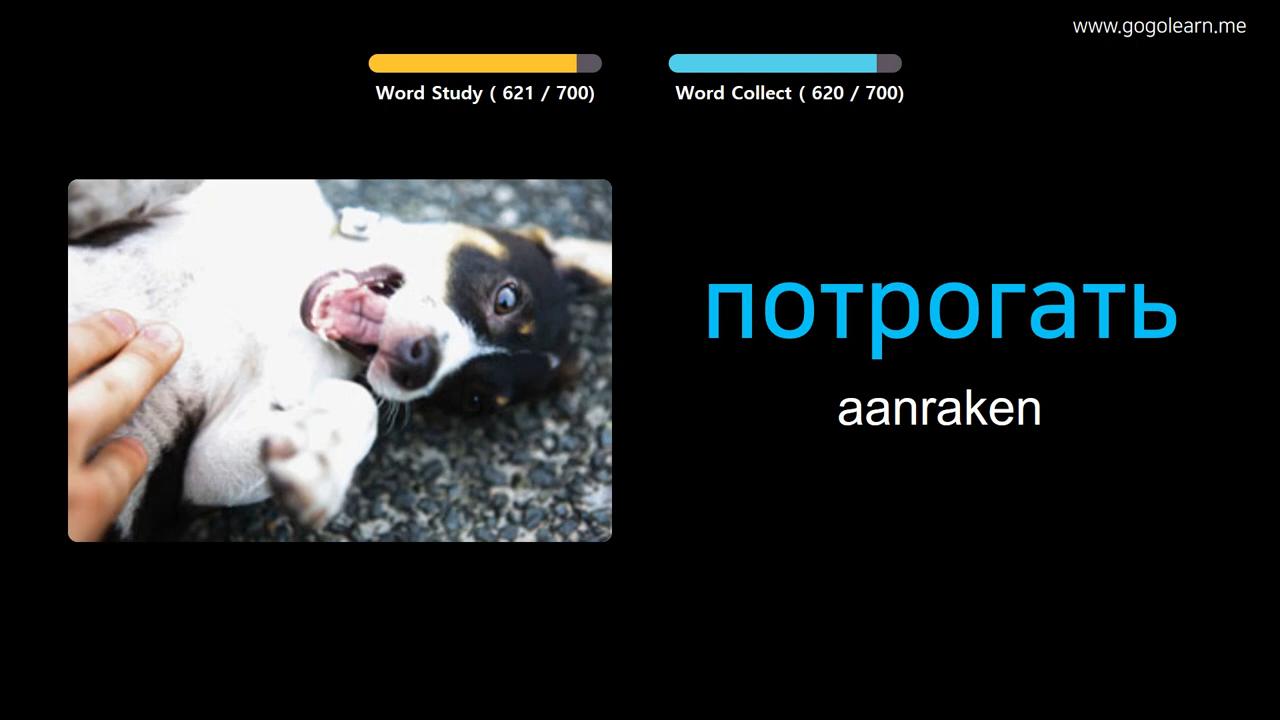 www.gogolearn.me
Word Study ( 621 / 700)
Word Collect ( 620 / 700)
потрогать
aanraken